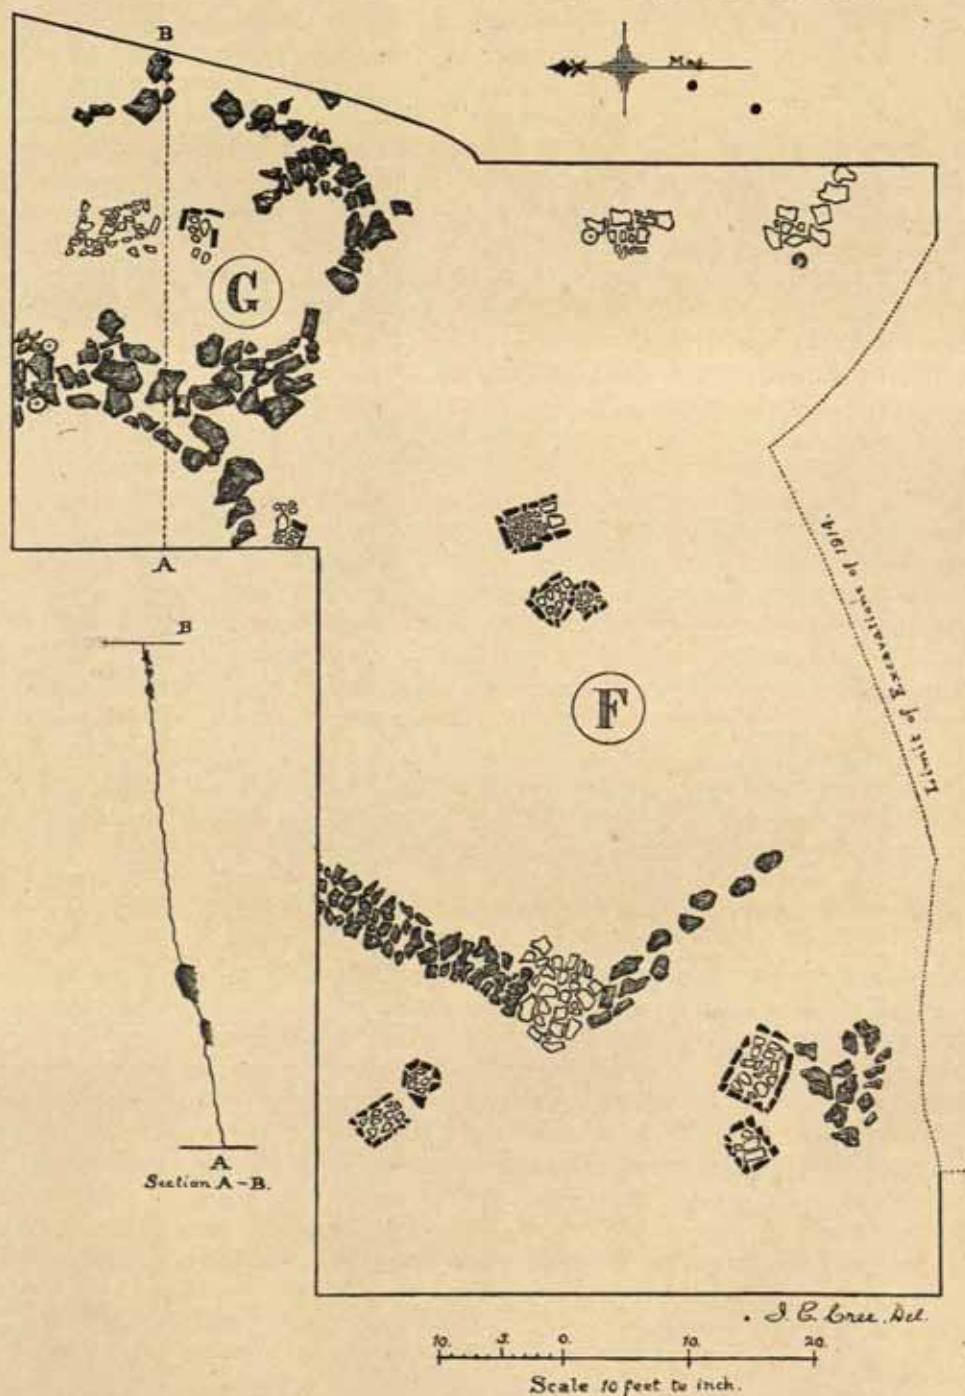 B
Mag.
G
A
Limit of Excavations of 1914.
B
F
A
Section A-B.
J. E. Cree, Del.
10. 5. 0. 10. 20.
Scale 10 feet to inch.